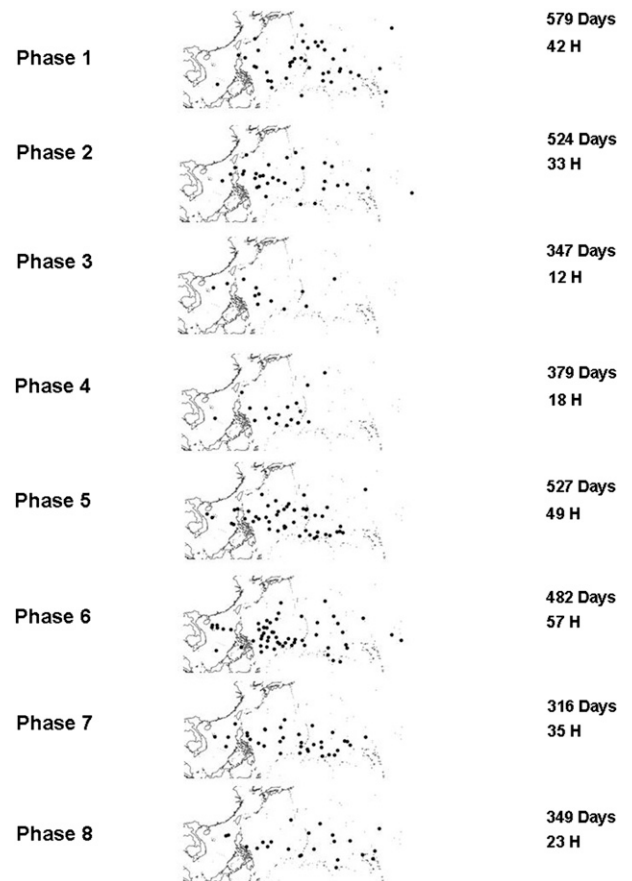 Phase 1
579 Days
42 H
Phase 2
524 Days
33 H
Phase 3
347 Days
12 H
Phase 4
379 Days
18 H
Phase 5
527 Days
49 H
Phase 6
482 Days
57 H
Phase 7
316 Days
35 H
Phase 8
349 Days
23 H